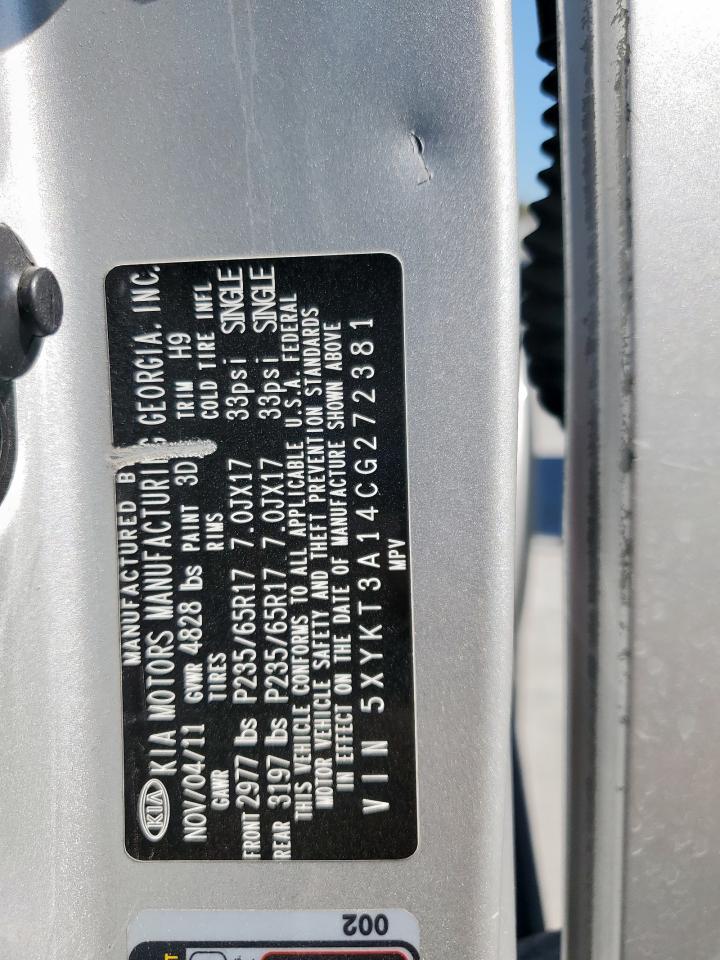 MANUFACTURED BY
KIA KIA MOTORS MANUFACTURING GEORGIA, INC.
NOV/04/11 GVWR 4828 lbs PAINT 3D TRIM H9
GAWR TIRES RIMS COLD TIRE INFL
FRONT 2977 lbs P235/65R17 7.0JX17 33psi SINGLE
REAR 3197 lbs P235/65R17 7.0JX17 33psi SINGLE
THIS VEHICLE CONFORMS TO ALL APPLICABLE U.S.A. FEDERAL
MOTOR VEHICLE SAFETY AND THEFT PREVENTION STANDARDS
IN EFFECT ON THE DATE OF MANUFACTURE SHOWN ABOVE
VIN 5XYKT3A14CG272381
MPV
002